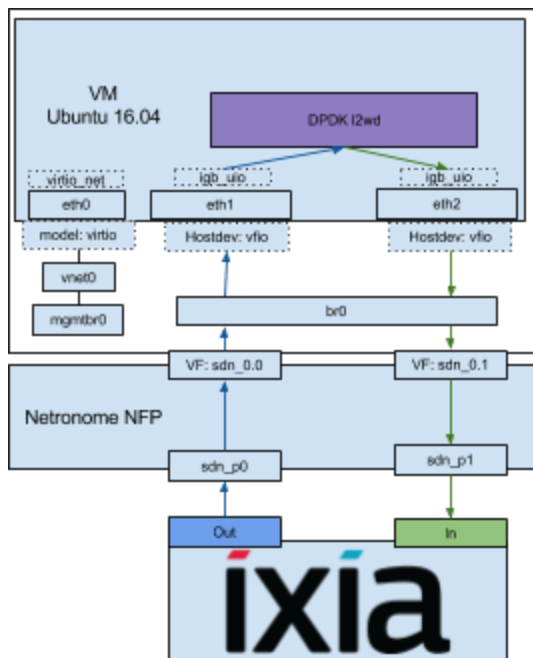 VM
Ubuntu 16.04
DPDK l2wd
virtio_net
igb_uio
igb_uio
eth0
eth1
eth2
model: virtio
Hostdev: vfio
Hostdev: vfio
vnet0
mgmtbr0
br0
VF: sdn_0.0
VF: sdn_0.1
Netronome NFP
sdn_p0
sdn_p1
Out
In
ixia